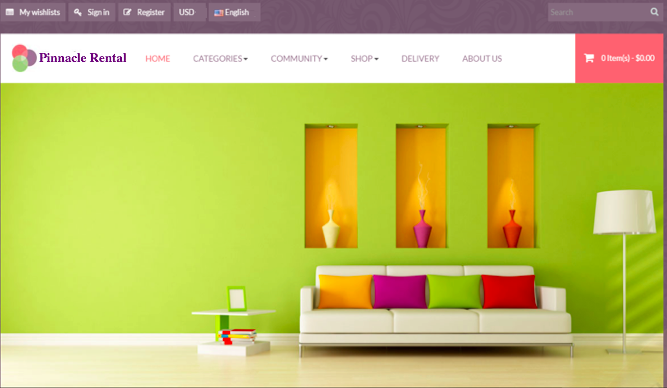 My wishlists Sign in Register USD English Search
Pinnacle Rental HOME CATEGORIES COMMUNITY SHOP DELIVERY ABOUT US 0 Item(s) - $0.00